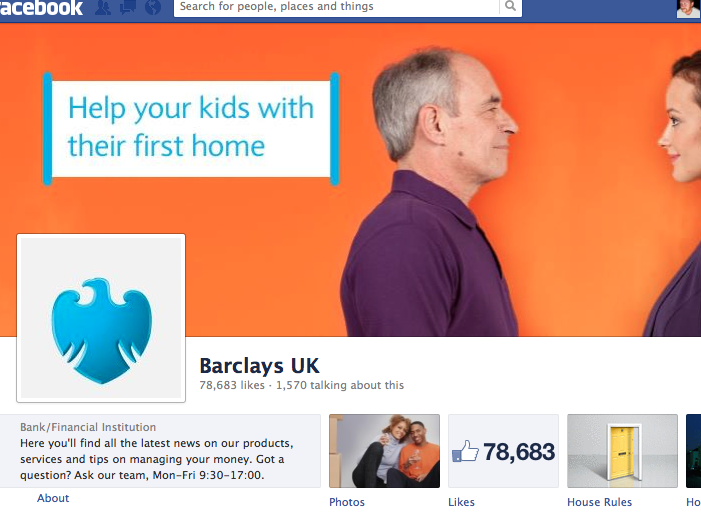 facebook
Search for people, places and things
Help your kids with
their first home
Barclays UK
78,683 likes · 1,570 talking about this
Bank/Financial Institution
Here you'll find all the latest news on our products,
services and tips on managing your money. Got a
question? Ask our team, Mon-Fri 9:30-17:00.
About
78,683
Photos
Likes
House Rules
Ho